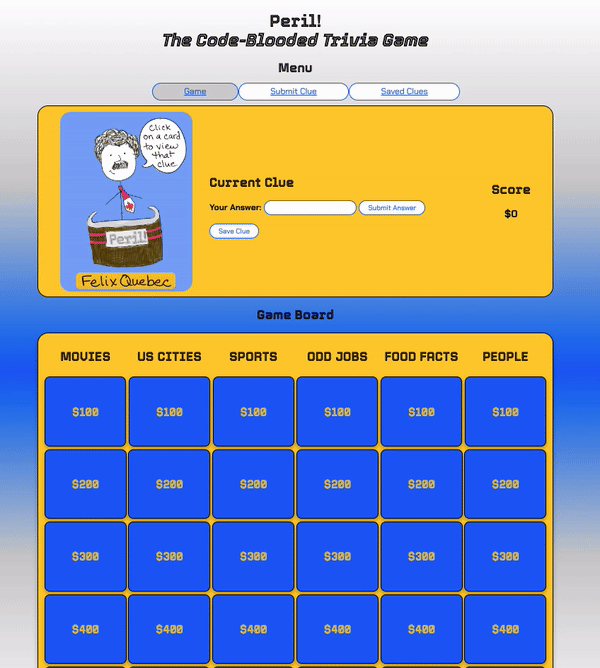 Peril!
The Code-Blooded Trivia Game
Menu
Game Submit Clue Saved Clues
Click
on a card
to view
that
clue
Peril!
Felix Quebec
Current Clue
Your Answer: Submit Answer
Save Clue
Score
$0
Game Board
MOVIES US CITIES SPORTS ODD JOBS FOOD FACTS PEOPLE
$100 $100 $100 $100 $100 $100
$200 $200 $200 $200 $200 $200
$300 $300 $300 $300 $300 $300
$400 $400 $400 $400 $400 $400